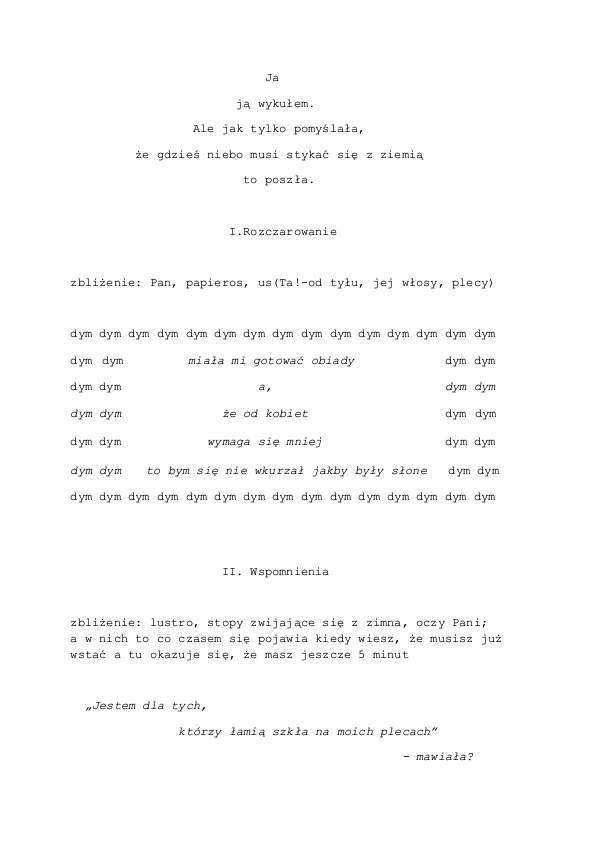 Ja
ją wykułem.
Ale jak tylko pomyślała,
że gdzieś niebo musi stykać się z ziemią
to poszła.
I.Rozczarowanie
zbliżenie: Pan, papieros, us(Ta!-od tyłu, jej włosy, plecy)
dym dym dym dym dym dym dym dym dym dym dym dym dym dym dym
dym dym miała mi gotować obiady dym dym
dym dym a, dym dym
dym dym że od kobiet dym dym
dym dym wymaga się mniej dym dym
dym dym to bym się nie wkurzał jakby były słone dym dym
dym dym dym dym dym dym dym dym dym dym dym dym dym dym dym
II. Wspomnienia
zbliżenie: lustro, stopy zwijające się z zimna, oczy Pani;
a w nich to co czasem się pojawia kiedy wiesz, że musisz już
wstać a tu okazuje się, że masz jeszcze 5 minut
„Jestem dla tych,
którzy łamią szkła na moich plecach”
- mawiała?